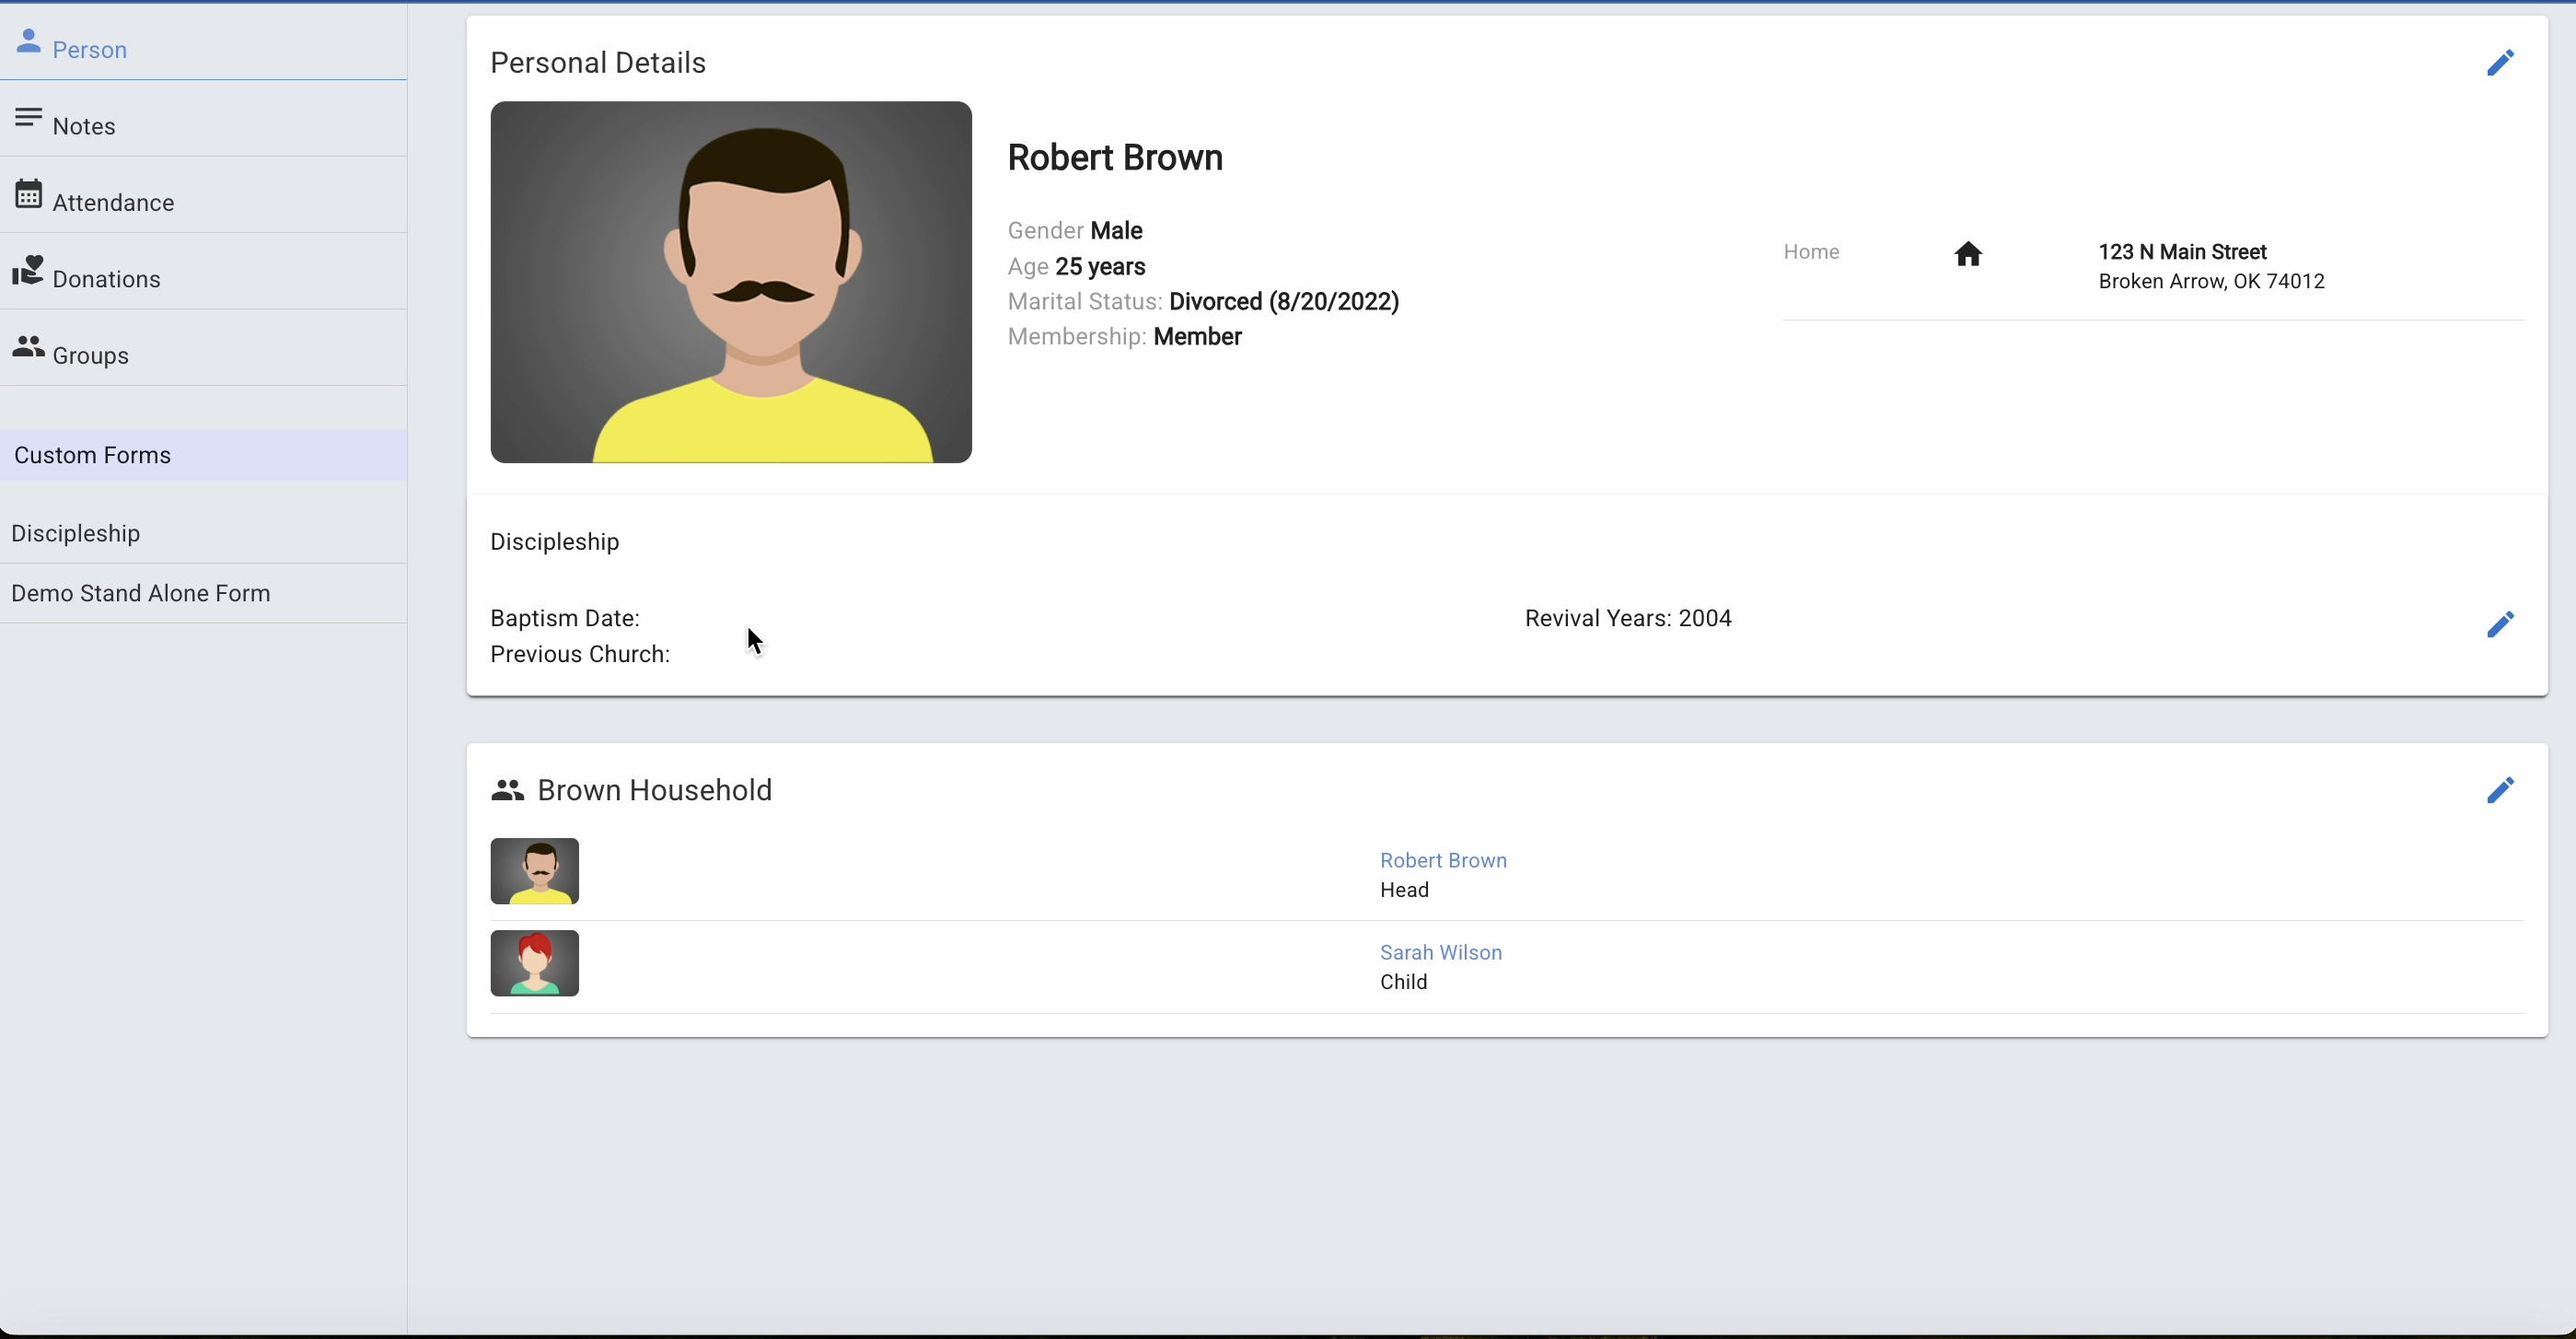 Person
Notes
Attendance
Donations
Groups
Custom Forms
Discipleship
Demo Stand Alone Form
Personal Details
Robert Brown
Gender Male
Age 25 years
Marital Status: Divorced (8/20/2022)
Membership: Member
Home
123 N Main Street
Broken Arrow, OK 74012
Discipleship
Baptism Date:
Revival Years: 2004
Previous Church:
Brown Household
Robert Brown
Head
Sarah Wilson
Child